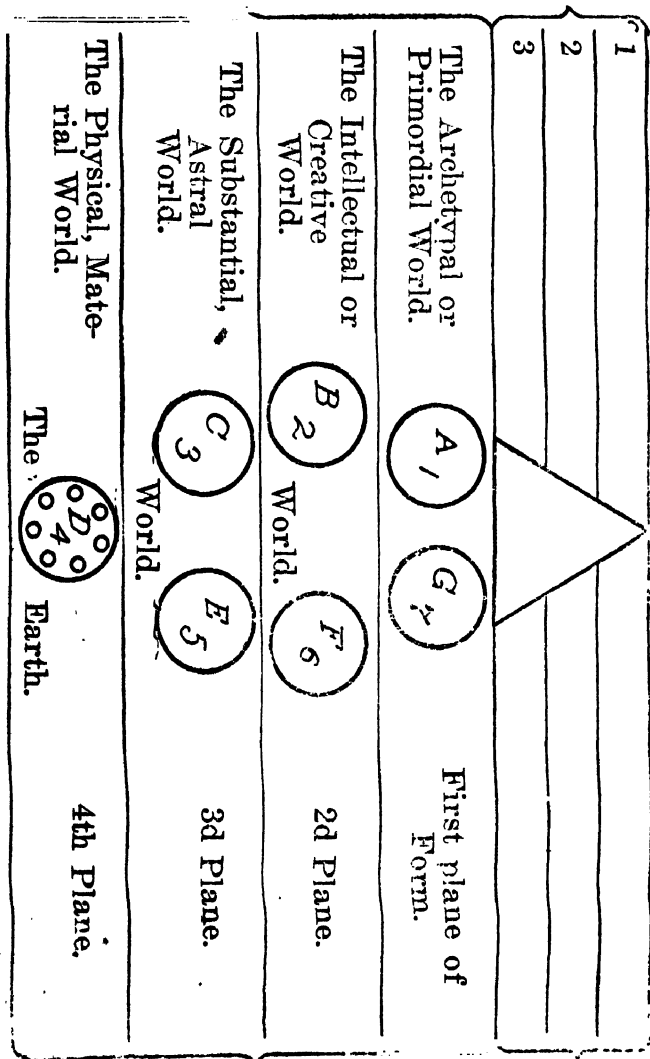 1
2
3
The Archetypal or
Primordial World.
A 1
G 7
First plane of
Form.
The Intellectual or
Creative
World.
B 2
World.
F 6
2d Plane.
The Substantial,
Astral
World.
C 3
World.
E 5
3d Plane.
The Physical, Mate-
rial World.
The
D
4
Earth.
4th Plane.